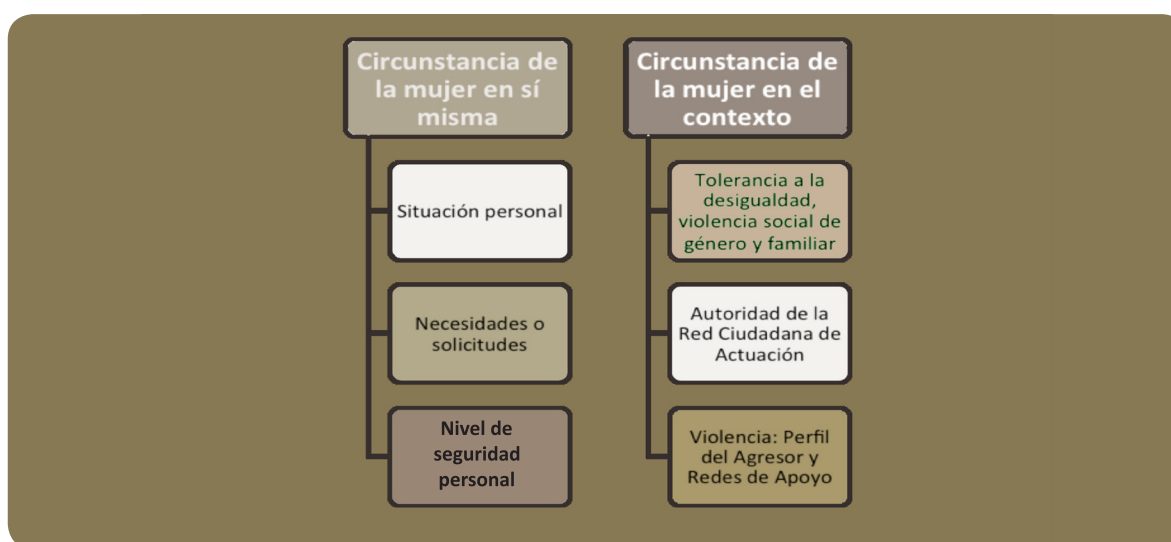 Circunstancia de
la mujer en sí
misma
Situación personal
Necesidades o
solicitudes
Nivel de
seguridad
personal
Circunstancia de
la mujer en el
contexto
Tolerancia a la
desigualdad,
violencia social de
género y familiar
Autoridad de la
Red Ciudadana de
Actuación
Violencia: Perfil
del Agresor y
Redes de Apoyo